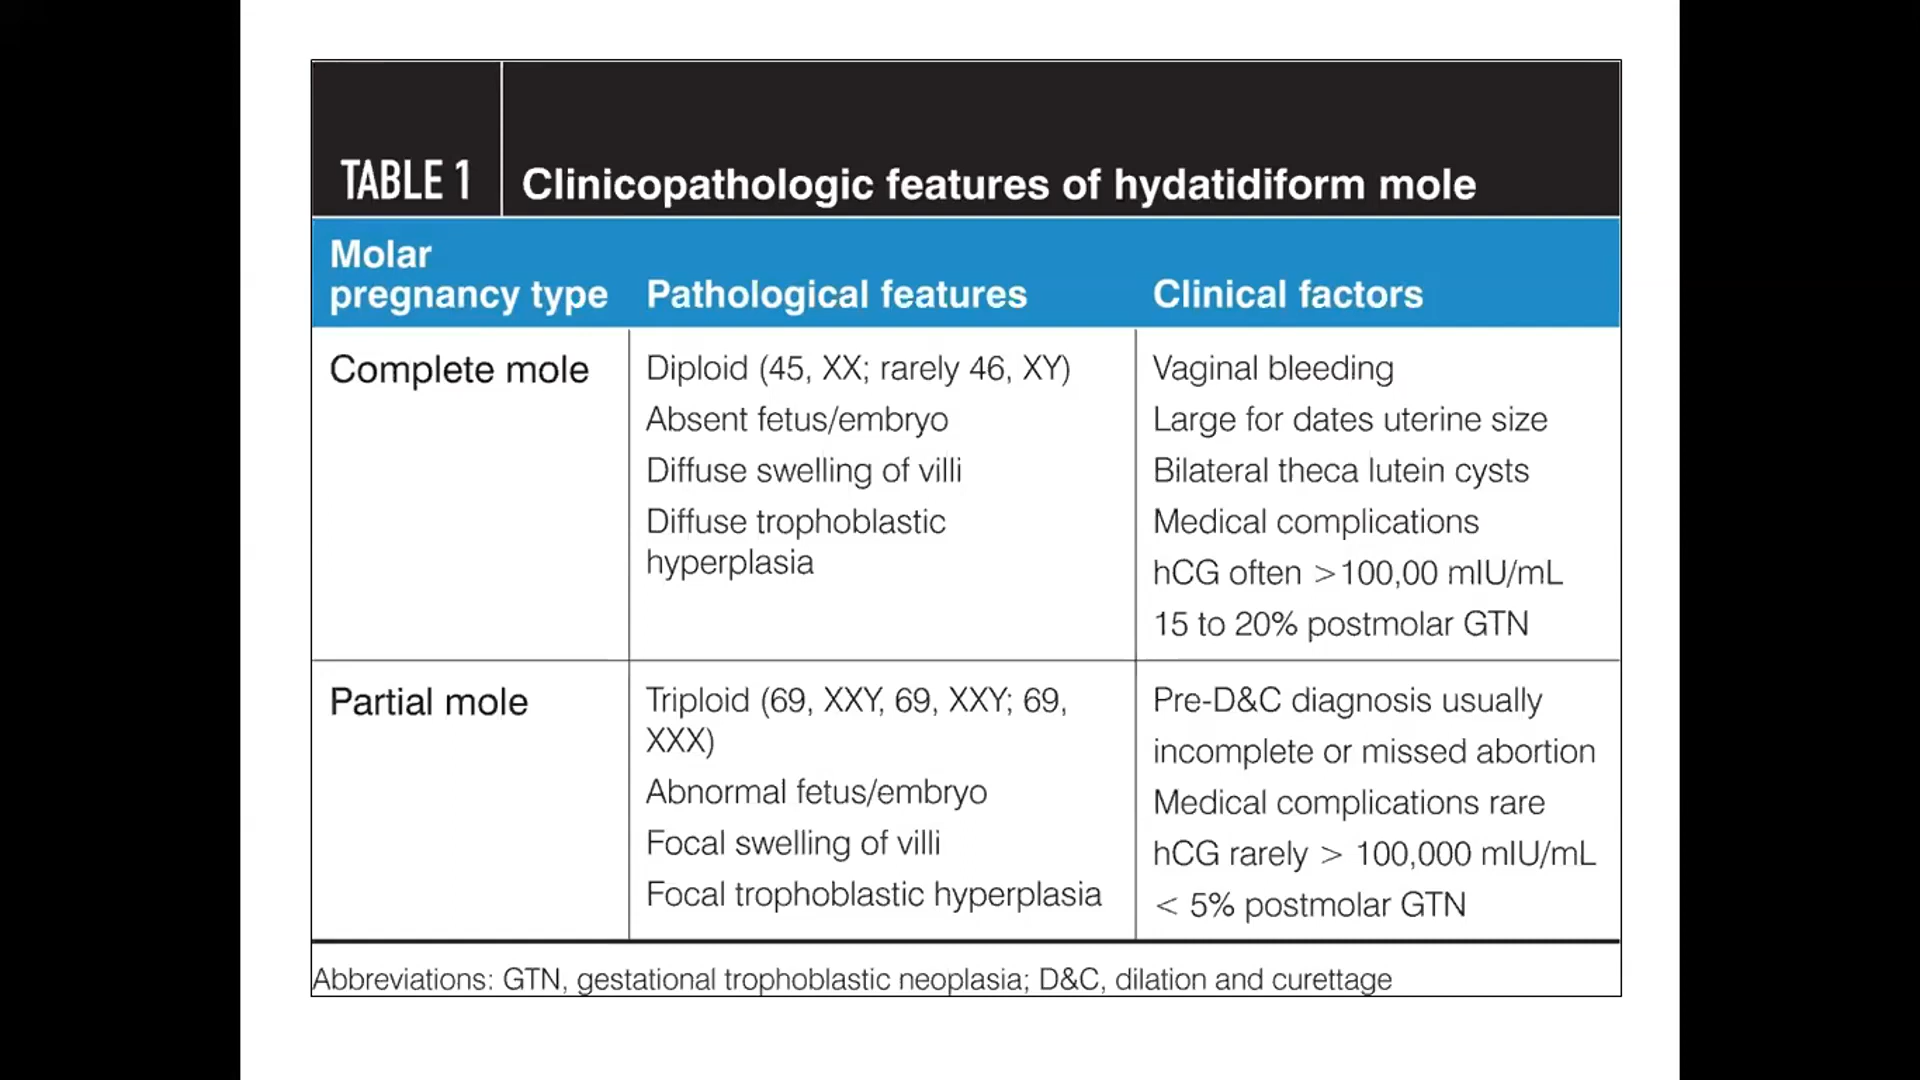 TABLE 1
Clinicopathologic features of hydatidiform mole
Molar
pregnancy type
Pathological features
Clinical factors
Complete mole
Diploid (45, XX; rarely 46, XY)
Absent fetus/embryo
Diffuse swelling of villi
Diffuse trophoblastic
hyperplasia
Vaginal bleeding
Large for dates uterine size
Bilateral theca lutein cysts
Medical complications
hCG often >100,00 mIU/mL
15 to 20% postmolar GTN
Partial mole
Triploid (69, XXY, 69, XXY; 69,
XXX)
Abnormal fetus/embryo
Focal swelling of villi
Focal trophoblastic hyperplasia
Pre-D&C diagnosis usually
incomplete or missed abortion
Medical complications rare
hCG rarely > 100,000 mIU/mL
< 5% postmolar GTN
Abbreviations: GTN, gestational trophoblastic neoplasia; D&C, dilation and curettage